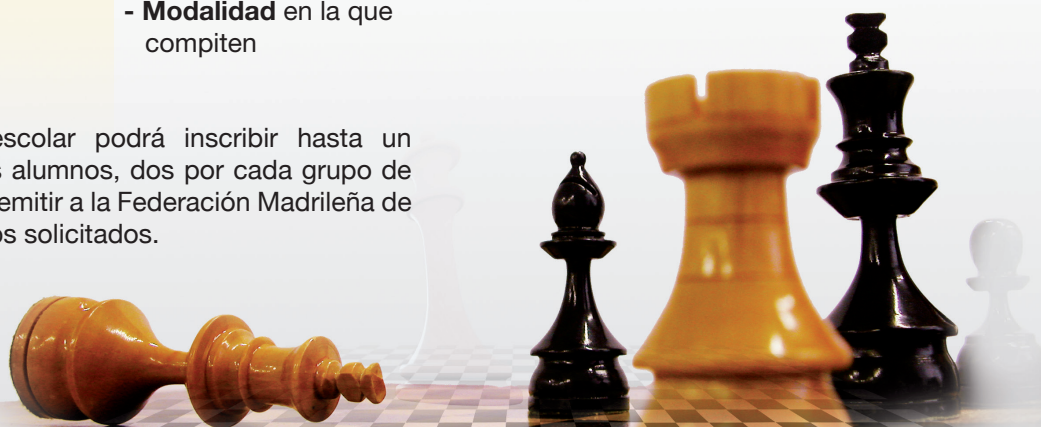 - Modalidad en la que
compiten
escolar podrá inscribir hasta un
alumnos, dos por cada grupo de
emitir a la Federación Madrileña de
os solicitados.